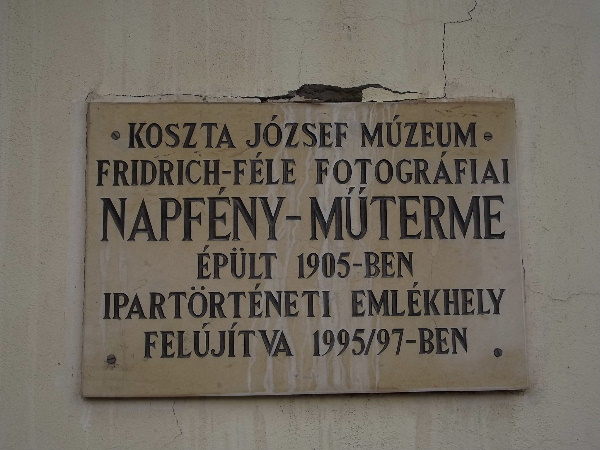 KOSZTA JÓZSEF MÚZEUM
FRIDRICH-FÉLE FOTOGRÁFIAI
NAPFÉNY-MŰTERME
ÉPÜLT 1905-BEN
IPARTÖRTÉNETI EMLÉKHELY
FELÚJÍTVA 1995/97-BEN